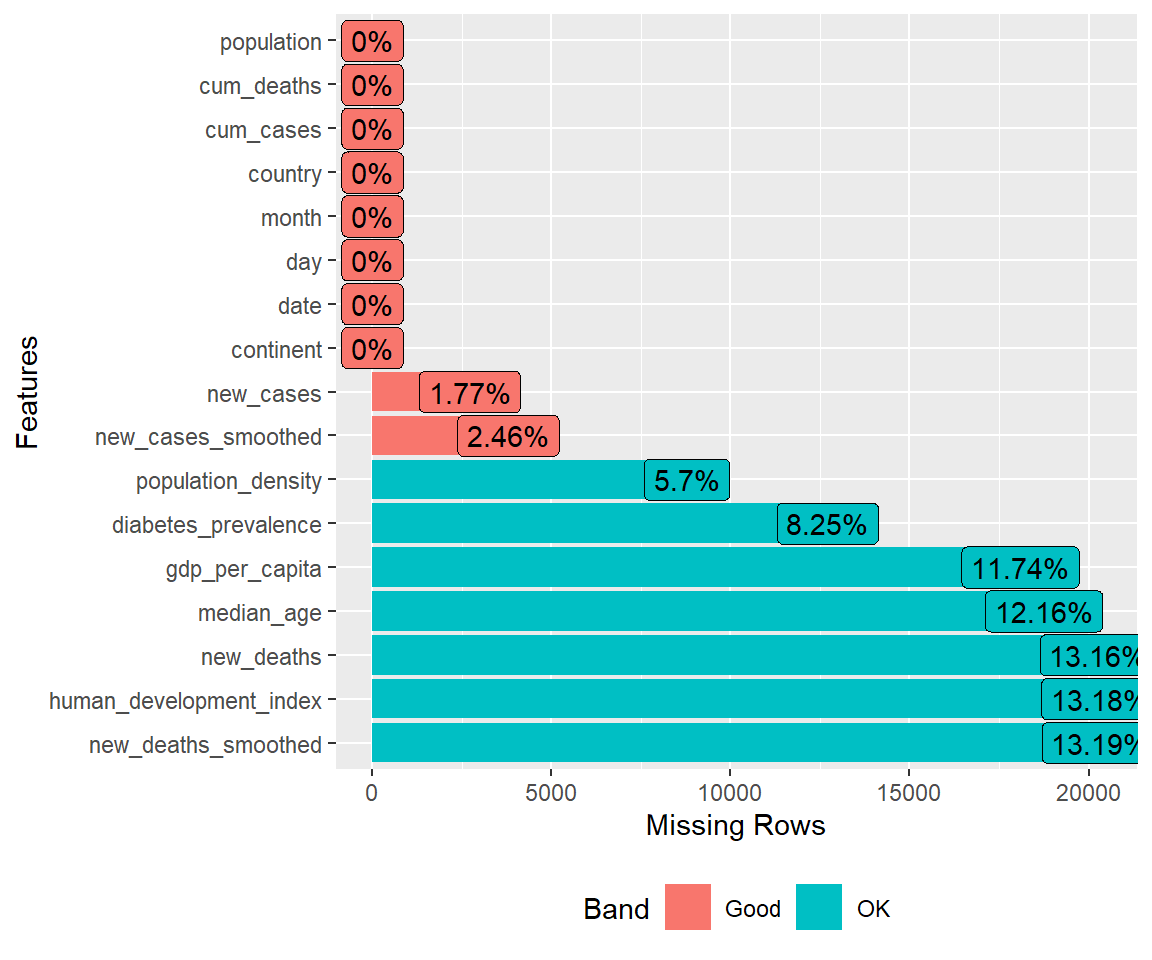 population 0%
cum_deaths 0%
cum_cases 0%
country 0%
month 0%
day 0%
date 0%
continent 0%
new_cases 1.77%
new_cases_smoothed 2.46%
population_density 5.7%
diabetes_prevalence 8.25%
gdp_per_capita 11.74%
median_age 12.16%
new_deaths 13.16%
human_development_index 13.18%
new_deaths_smoothed 13.19%
Features
0 5000 10000 15000 20000
Missing Rows
Band Good OK